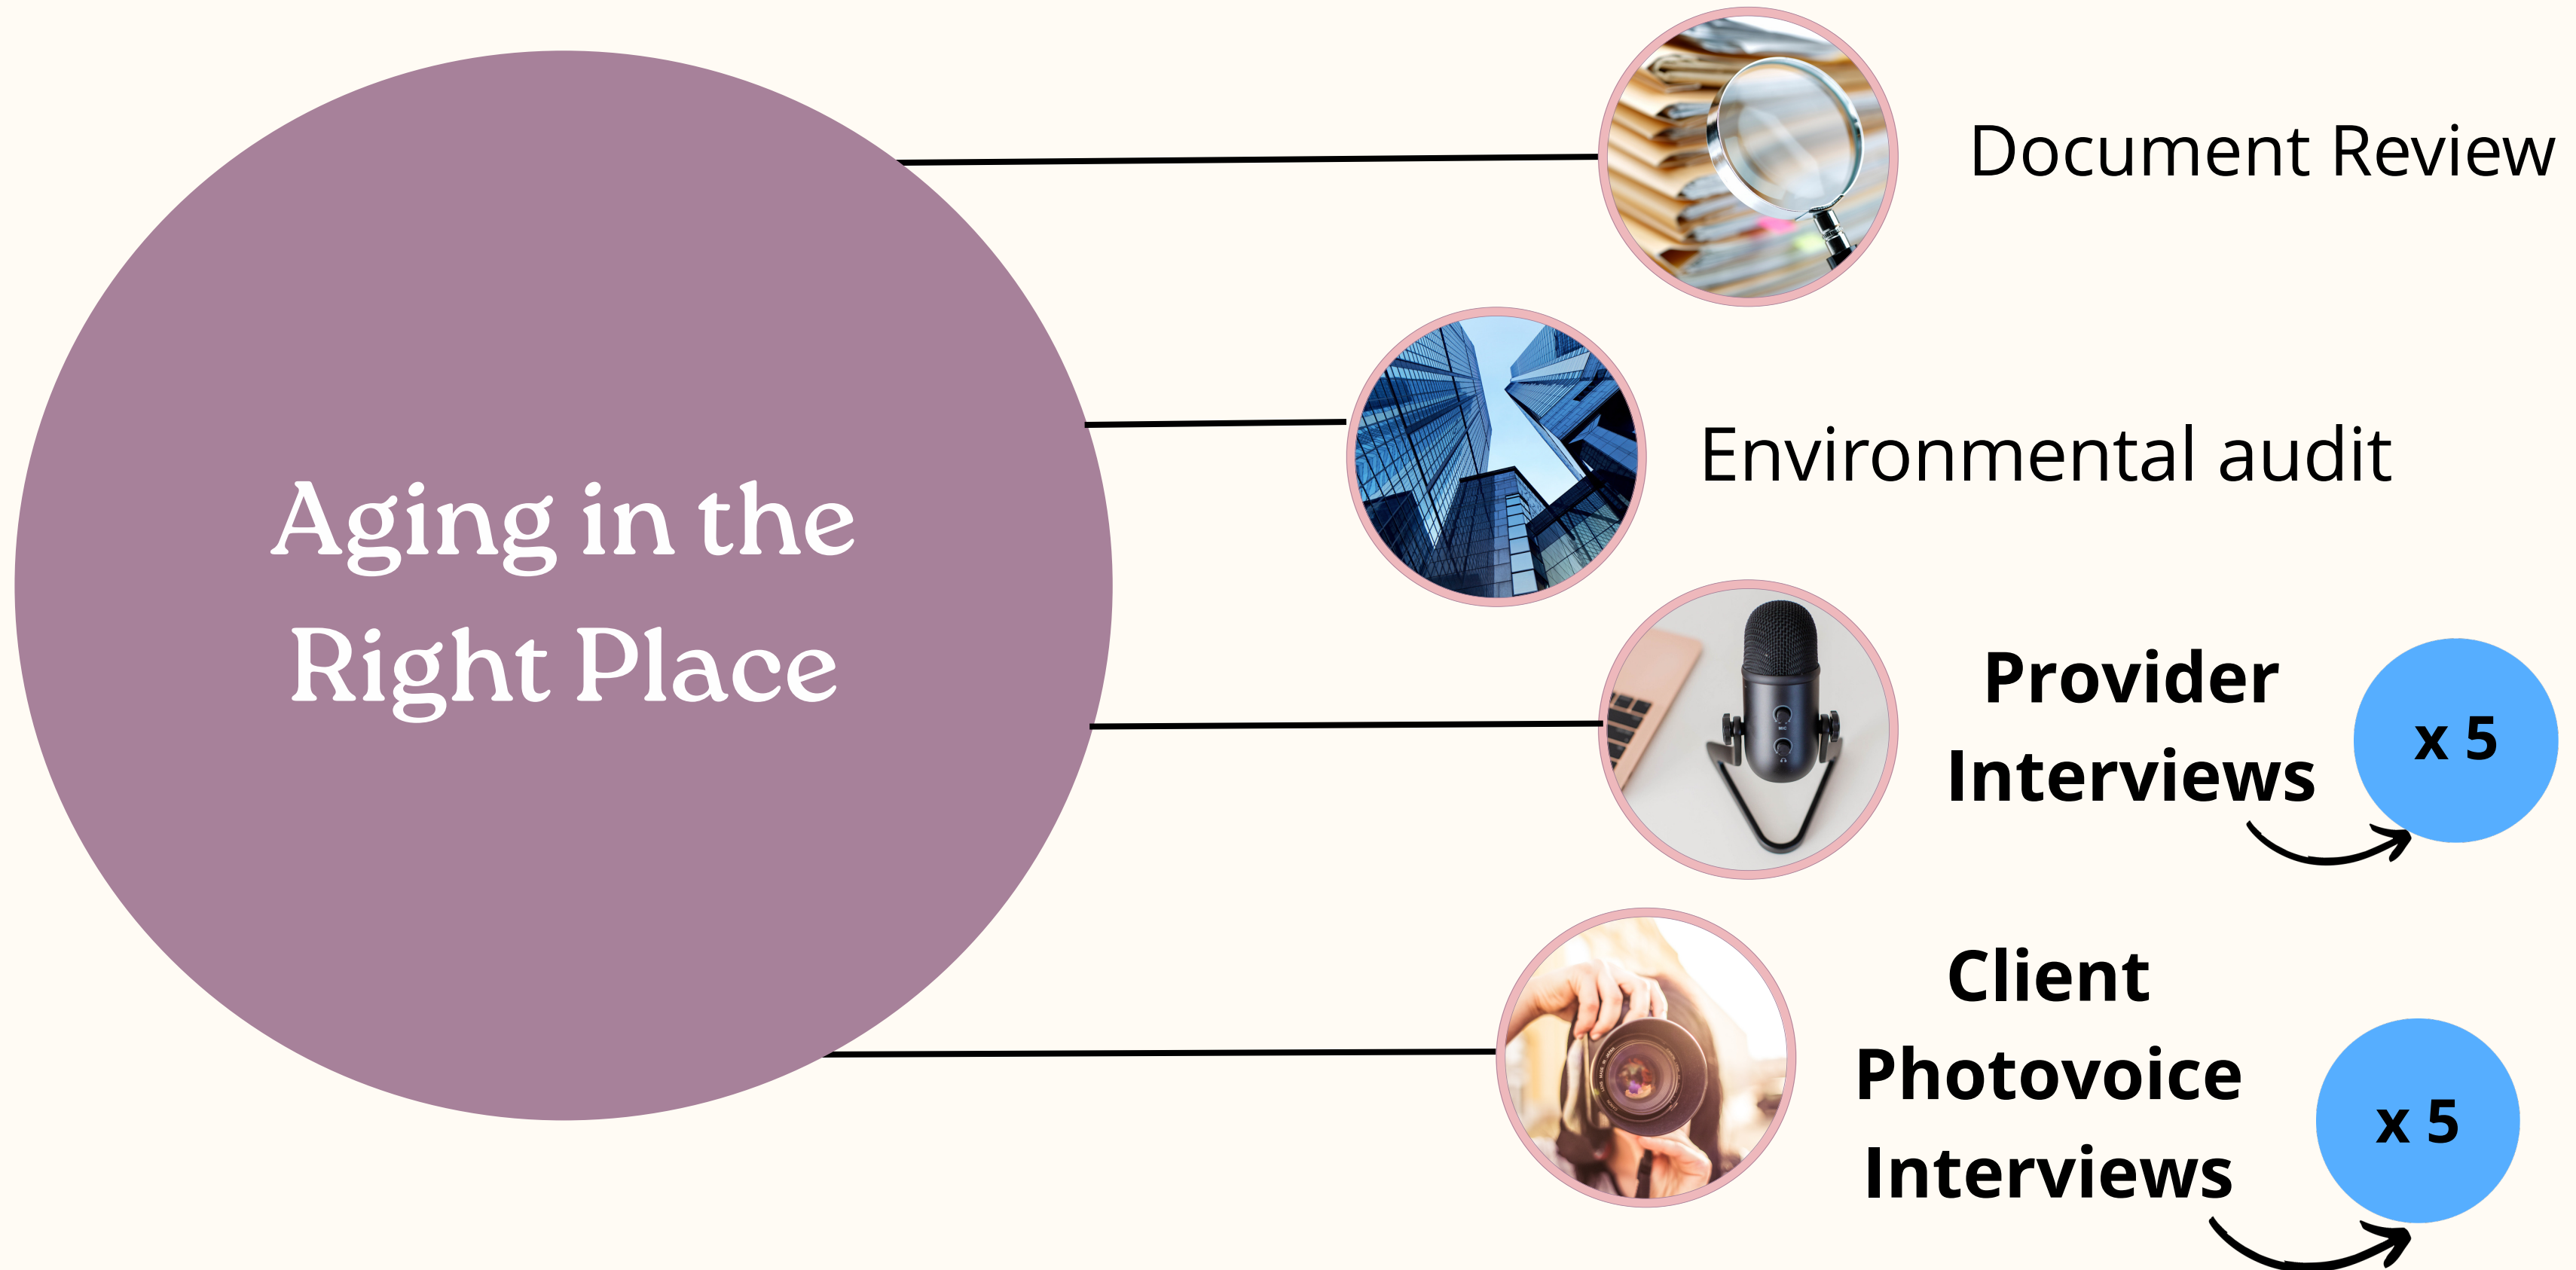 Aging in the
Right Place
Document Review
Environmental audit
Provider
Interviews
x 5
Client
Photovoice
Interviews
x 5